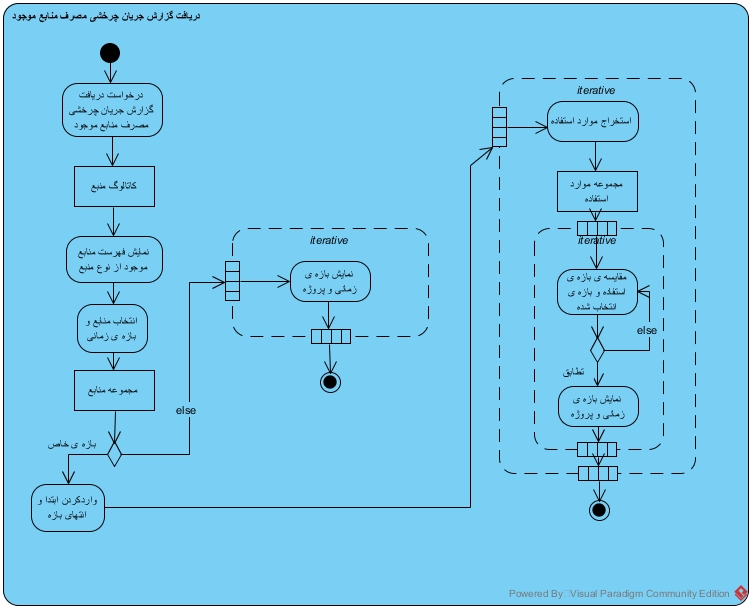 دریافت گزارش جریان چرخشی مصرف منابع موجود
درخواست دریافت
گزارش جریان چرخشی
مصرف منابع موجود
کاتالوگ منبع
نمایش فهرست منابع
موجود از نوع منبع
انتخاب منابع و
بازه ی زمانی
مجموعه منابع
بازه ی خاص
else
واردکردن ابتدا و
انتهای بازه
iterative
نمایش بازه ی
زمانی و پروژه
iterative
استخراج موارد استفاده
مجموعه موارد
استفاده
iterative
مقایسه ی بازه ی
استفاده و بازه ی
انتخاب شده
else
تطابق
نمایش بازه ی
زمانی و پروژه
Powered By Visual Paradigm Community Edition